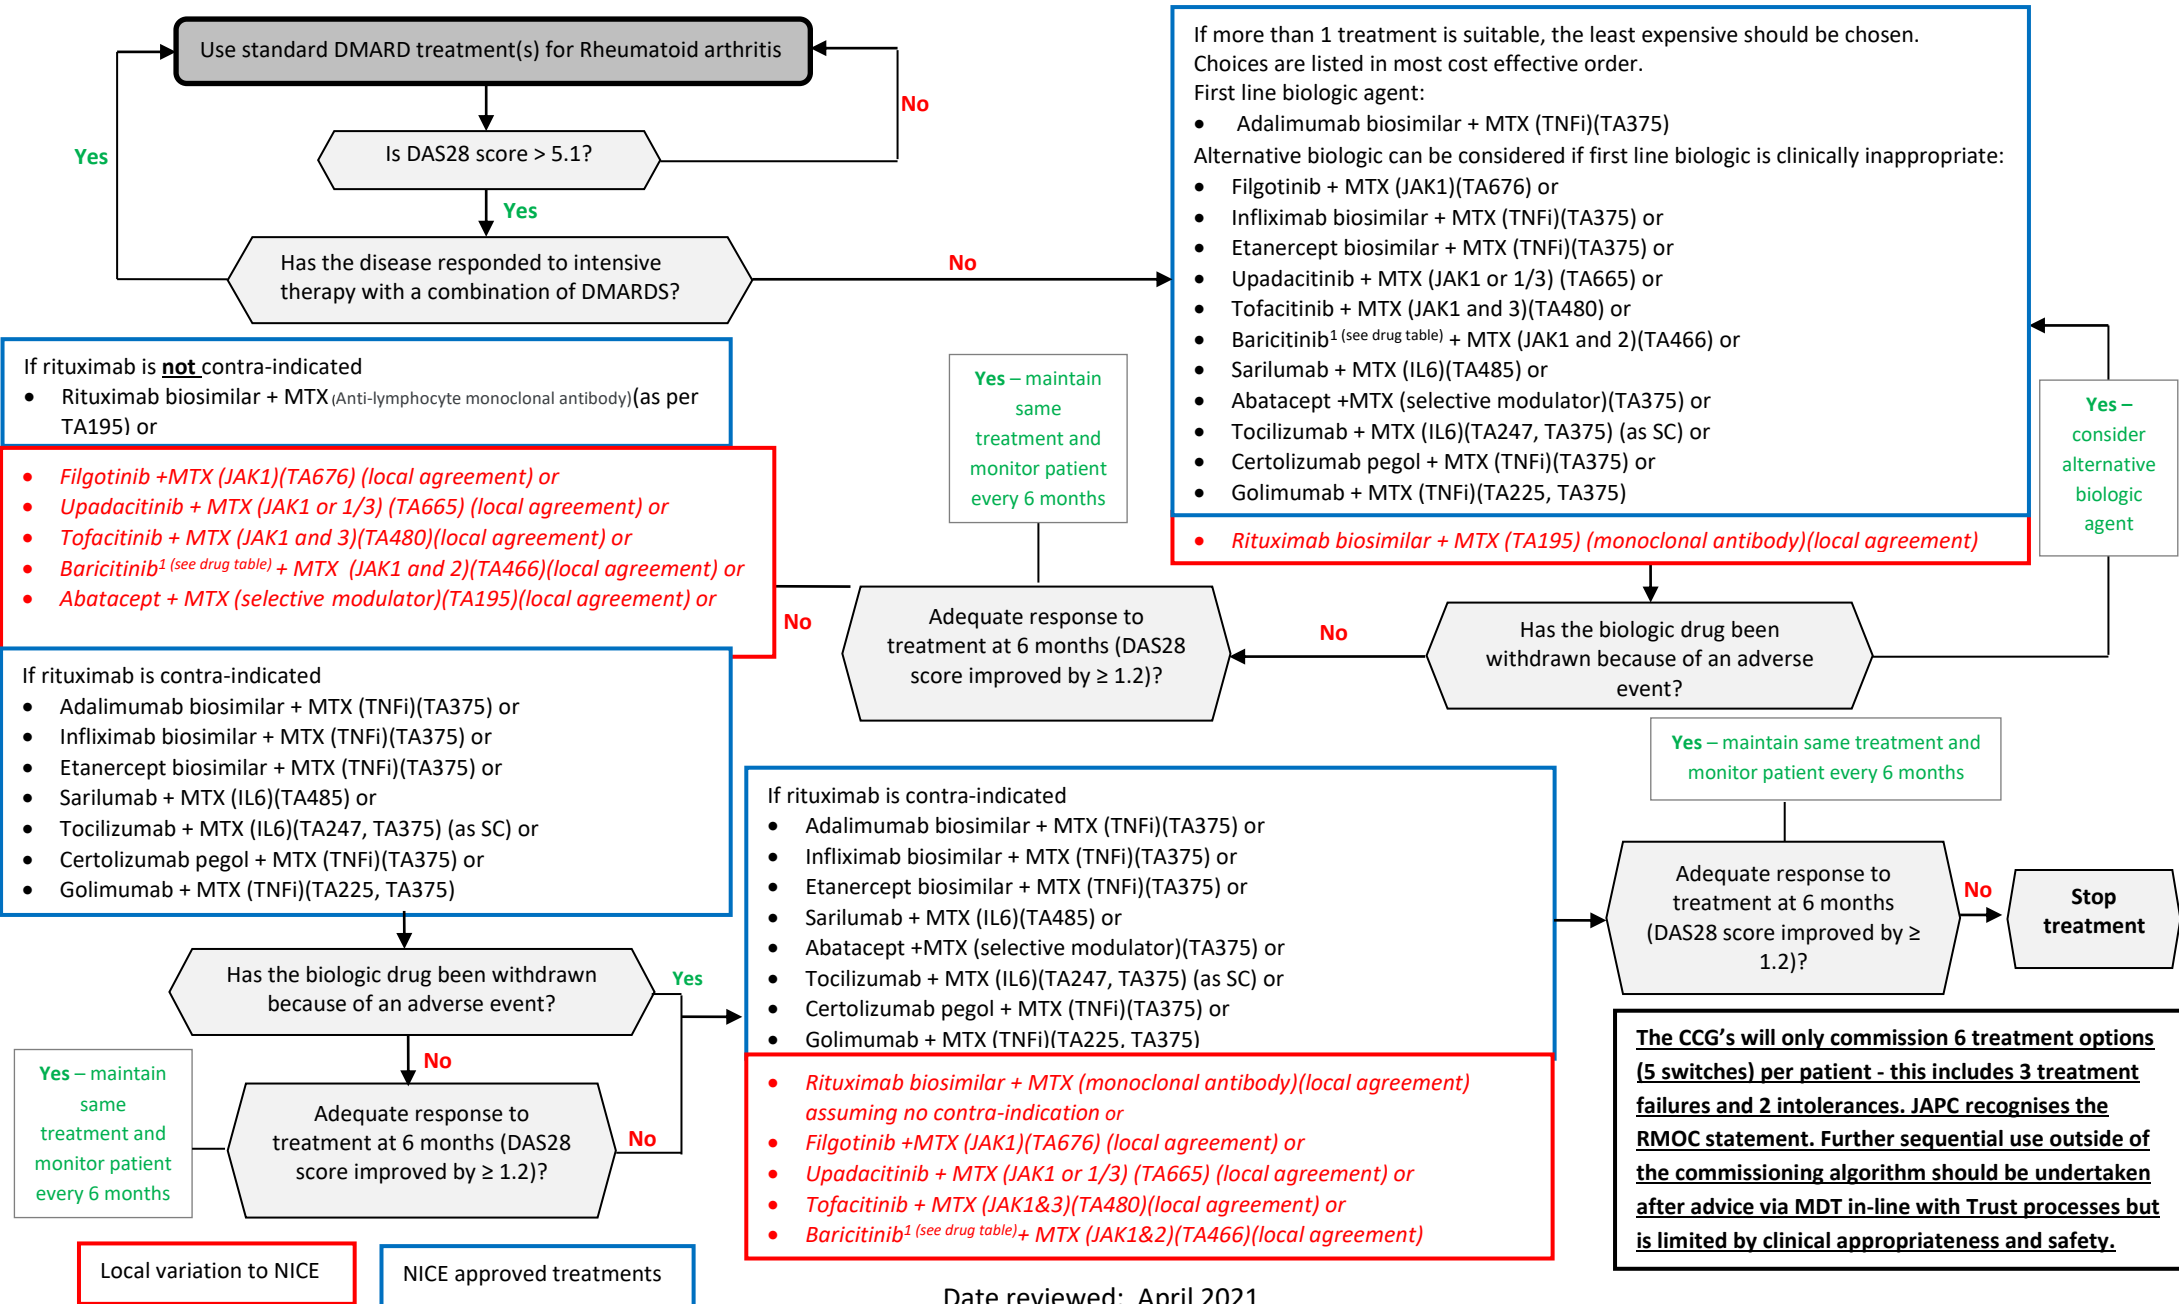 Use standard DMARD treatment(s) for Rheumatoid arthritis
No
Is DAS28 score > 5.1?
Yes
Yes
Has the disease responded to intensive
therapy with a combination of DMARDS?
No
If more than 1 treatment is suitable, the least expensive should be chosen.
Choices are listed in most cost effective order.
First line biologic agent:
• Adalimumab biosimilar + MTX (TNFi)(TA375)
Alternative biologic can be considered if first line biologic is clinically inappropriate:
• Filgotinib + MTX (JAK1)(TA676) or
• Infliximab biosimilar + MTX (TNFi)(TA375) or
• Etanercept biosimilar + MTX (TNFi)(TA375) or
• Upadacitinib + MTX (JAK1 or 1/3) (TA665) or
• Tofacitinib + MTX (JAK1 and 3)(TA480) or
• Baricitinib1 (see drug table) + MTX (JAK1 and 2)(TA466) or
• Sarilumab + MTX (IL6)(TA485) or
• Abatacept +MTX (selective modulator)(TA375) or
• Tocilizumab + MTX (IL6)(TA247, TA375) (as SC) or
• Certolizumab pegol + MTX (TNFi)(TA375) or
• Golimumab + MTX (TNFi)(TA225, TA375)
• Rituximab biosimilar + MTX (TA195) (monoclonal antibody)(local agreement)
Yes –
consider
alternative
biologic
agent
Has the biologic drug been
withdrawn because of an adverse
event?
No
Yes – maintain
same
treatment and
monitor patient
every 6 months
Adequate response to
treatment at 6 months (DAS28
score improved by ≥ 1.2)?
No
If rituximab is not contra-indicated
• Rituximab biosimilar + MTX (Anti-lymphocyte monoclonal antibody)(as per
TA195) or
• Filgotinib +MTX (JAK1)(TA676) (local agreement) or
• Upadacitinib + MTX (JAK1 or 1/3) (TA665) (local agreement) or
• Tofacitinib + MTX (JAK1 and 3)(TA480)(local agreement) or
• Baricitinib1 (see drug table) + MTX (JAK1 and 2)(TA466)(local agreement) or
• Abatacept + MTX (selective modulator)(TA195)(local agreement) or
If rituximab is contra-indicated
• Adalimumab biosimilar + MTX (TNFi)(TA375) or
• Infliximab biosimilar + MTX (TNFi)(TA375) or
• Etanercept biosimilar + MTX (TNFi)(TA375) or
• Sarilumab + MTX (IL6)(TA485) or
• Tocilizumab + MTX (IL6)(TA247, TA375) (as SC) or
• Certolizumab pegol + MTX (TNFi)(TA375) or
• Golimumab + MTX (TNFi)(TA225, TA375)
Has the biologic drug been withdrawn
because of an adverse event?
Yes
No
Yes – maintain
same
treatment and
monitor patient
every 6 months
Adequate response to
treatment at 6 months (DAS28
score improved by ≥ 1.2)?
No
If rituximab is contra-indicated
• Adalimumab biosimilar + MTX (TNFi)(TA375) or
• Infliximab biosimilar + MTX (TNFi)(TA375) or
• Etanercept biosimilar + MTX (TNFi)(TA375) or
• Sarilumab + MTX (IL6)(TA485) or
• Abatacept +MTX (selective modulator)(TA375) or
• Tocilizumab + MTX (IL6)(TA247, TA375) (as SC) or
• Certolizumab pegol + MTX (TNFi)(TA375) or
• Golimumab + MTX (TNFi)(TA225, TA375)
• Rituximab biosimilar + MTX (monoclonal antibody)(local agreement)
assuming no contra-indication or
• Filgotinib +MTX (JAK1)(TA676) (local agreement) or
• Upadacitinib + MTX (JAK1 or 1/3) (TA665) (local agreement) or
• Tofacitinib + MTX (JAK1&3)(TA480)(local agreement) or
• Baricitinib1 (see drug table)+ MTX (JAK1&2)(TA466)(local agreement)
Yes – maintain same treatment and
monitor patient every 6 months
Adequate response to
treatment at 6 months
(DAS28 score improved by ≥
1.2)?
No
Stop
treatment
The CCG’s will only commission 6 treatment options
(5 switches) per patient - this includes 3 treatment
failures and 2 intolerances. JAPC recognises the
RMOC statement. Further sequential use outside of
the commissioning algorithm should be undertaken
after advice via MDT in-line with Trust processes but
is limited by clinical appropriateness and safety.
Local variation to NICE
NICE approved treatments
Date reviewed: April 2021